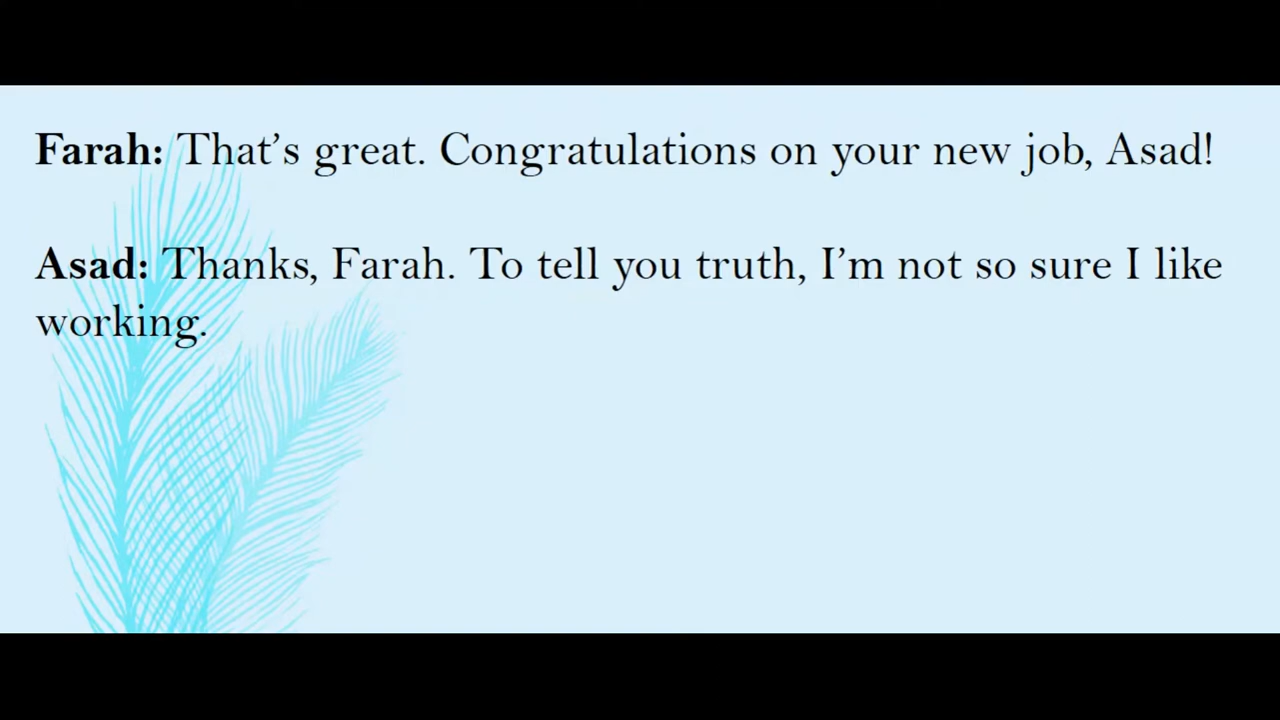 Farah: That’s great. Congratulations on your new job, Asad!
Asad: Thanks, Farah. To tell you truth, I’m not so sure I like
working.